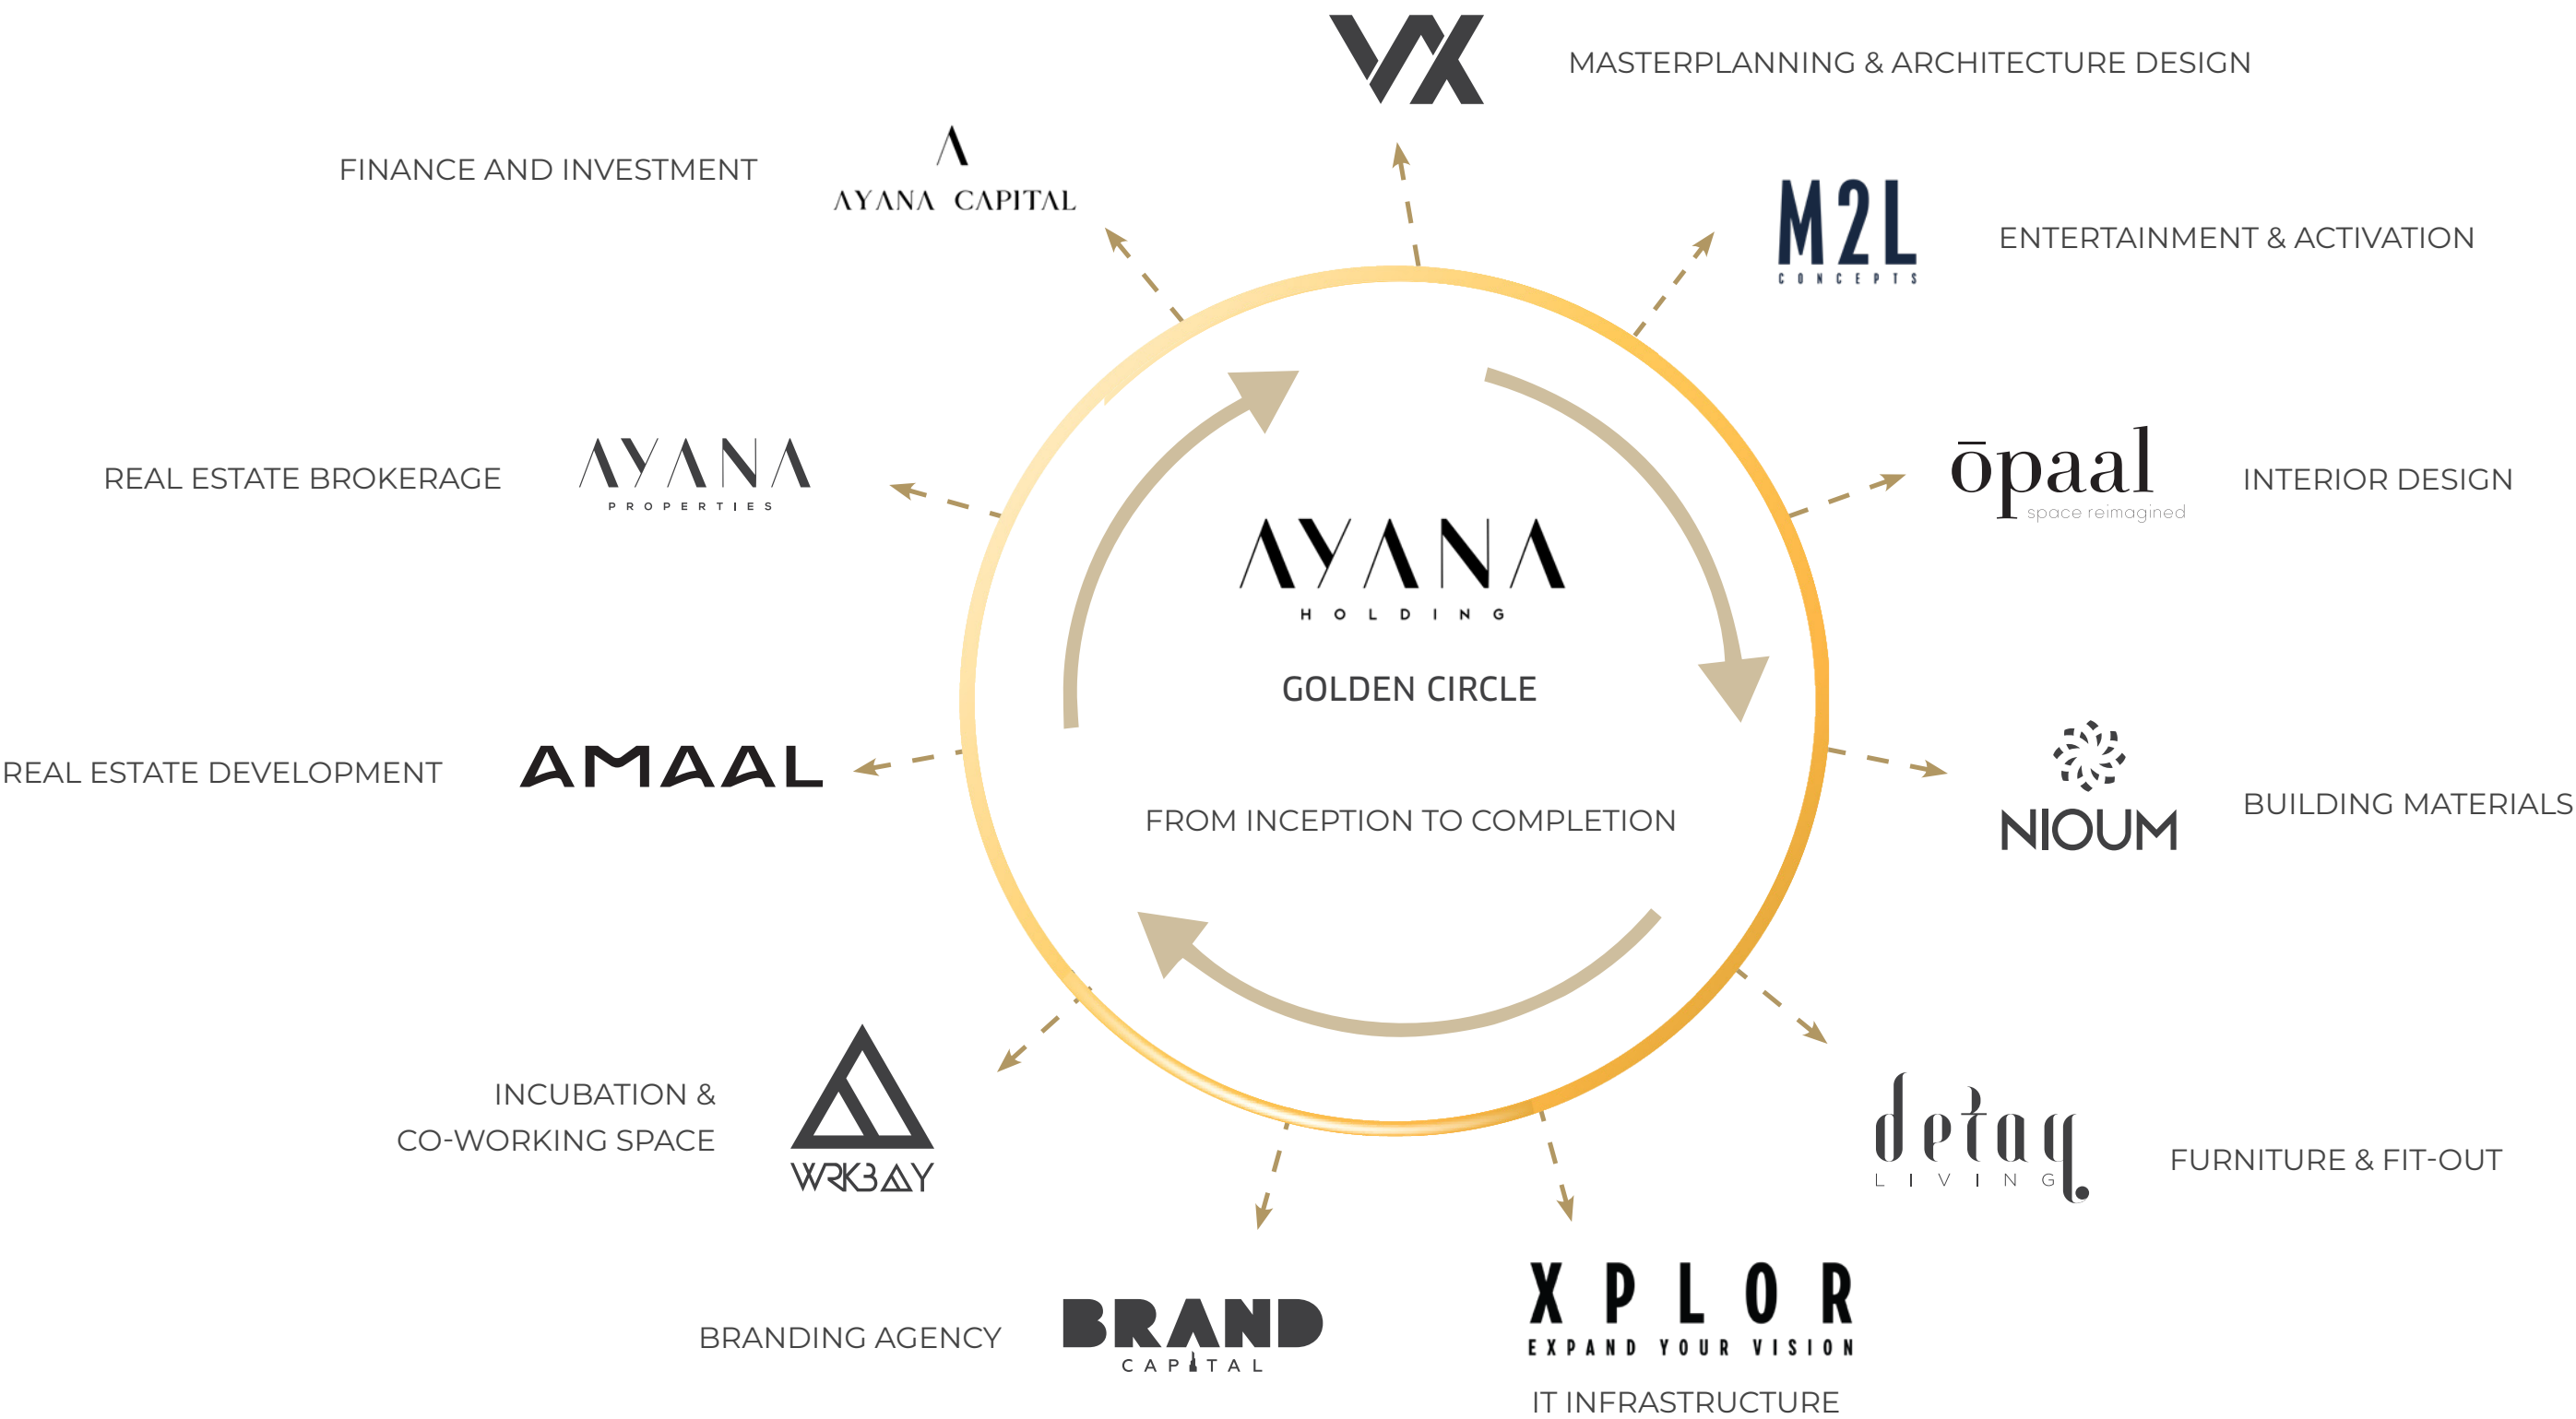 VX
MASTERPLANNING & ARCHITECTURE DESIGN
FINANCE AND INVESTMENT
AYANA CAPITAL
M2L
CONCEPTS
ENTERTAINMENT & ACTIVATION
REAL ESTATE BROKERAGE
AYANA
PROPERTIES
ōpaal
space reimagined
INTERIOR DESIGN
AYANA
HOLDING
GOLDEN CIRCLE
FROM INCEPTION TO COMPLETION
REAL ESTATE DEVELOPMENT
AMAAL
NIOUM
BUILDING MATERIALS
INCUBATION &
CO-WORKING SPACE
WRKBAY
detay
LIVING
FURNITURE & FIT-OUT
BRANDING AGENCY
BRAND
CAPITAL
XPLOR
EXPAND YOUR VISION
IT INFRASTRUCTURE